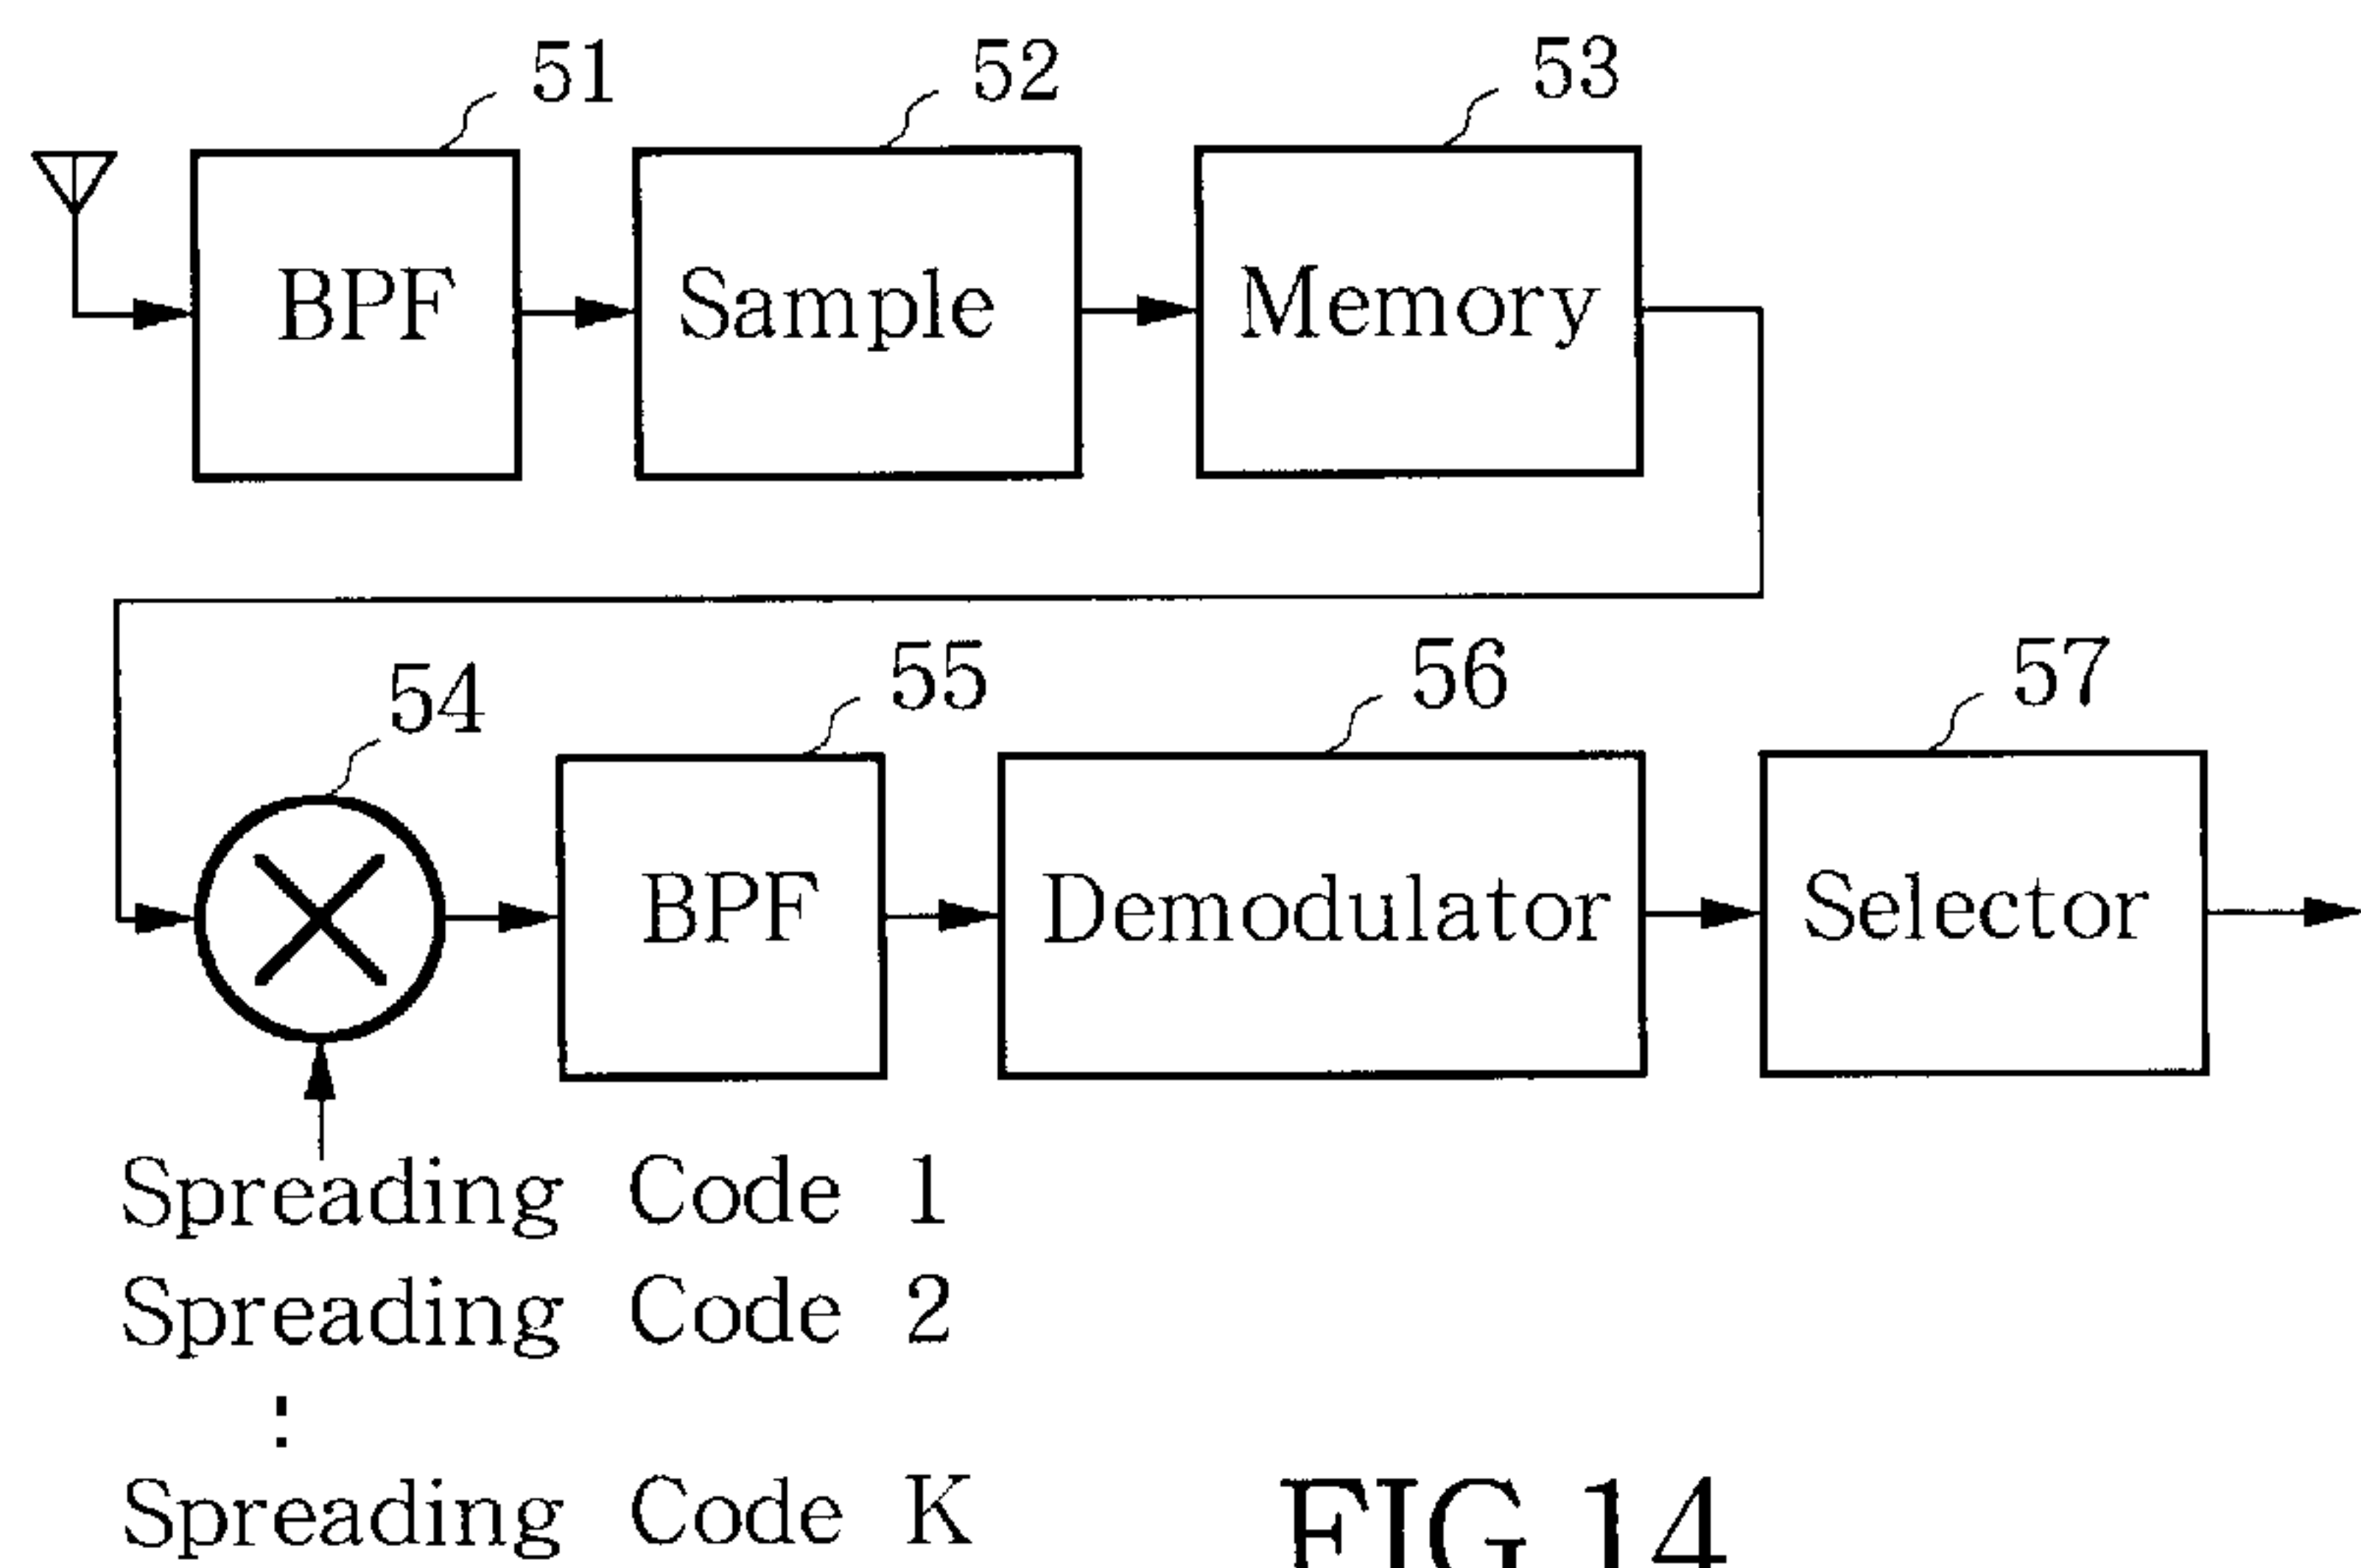 51 52 53
BPF Sample Memory
54 55 56 57
BPF Demodulator Selector
Spreading Code 1
Spreading Code 2
:
Spreading Code K
FIG.14